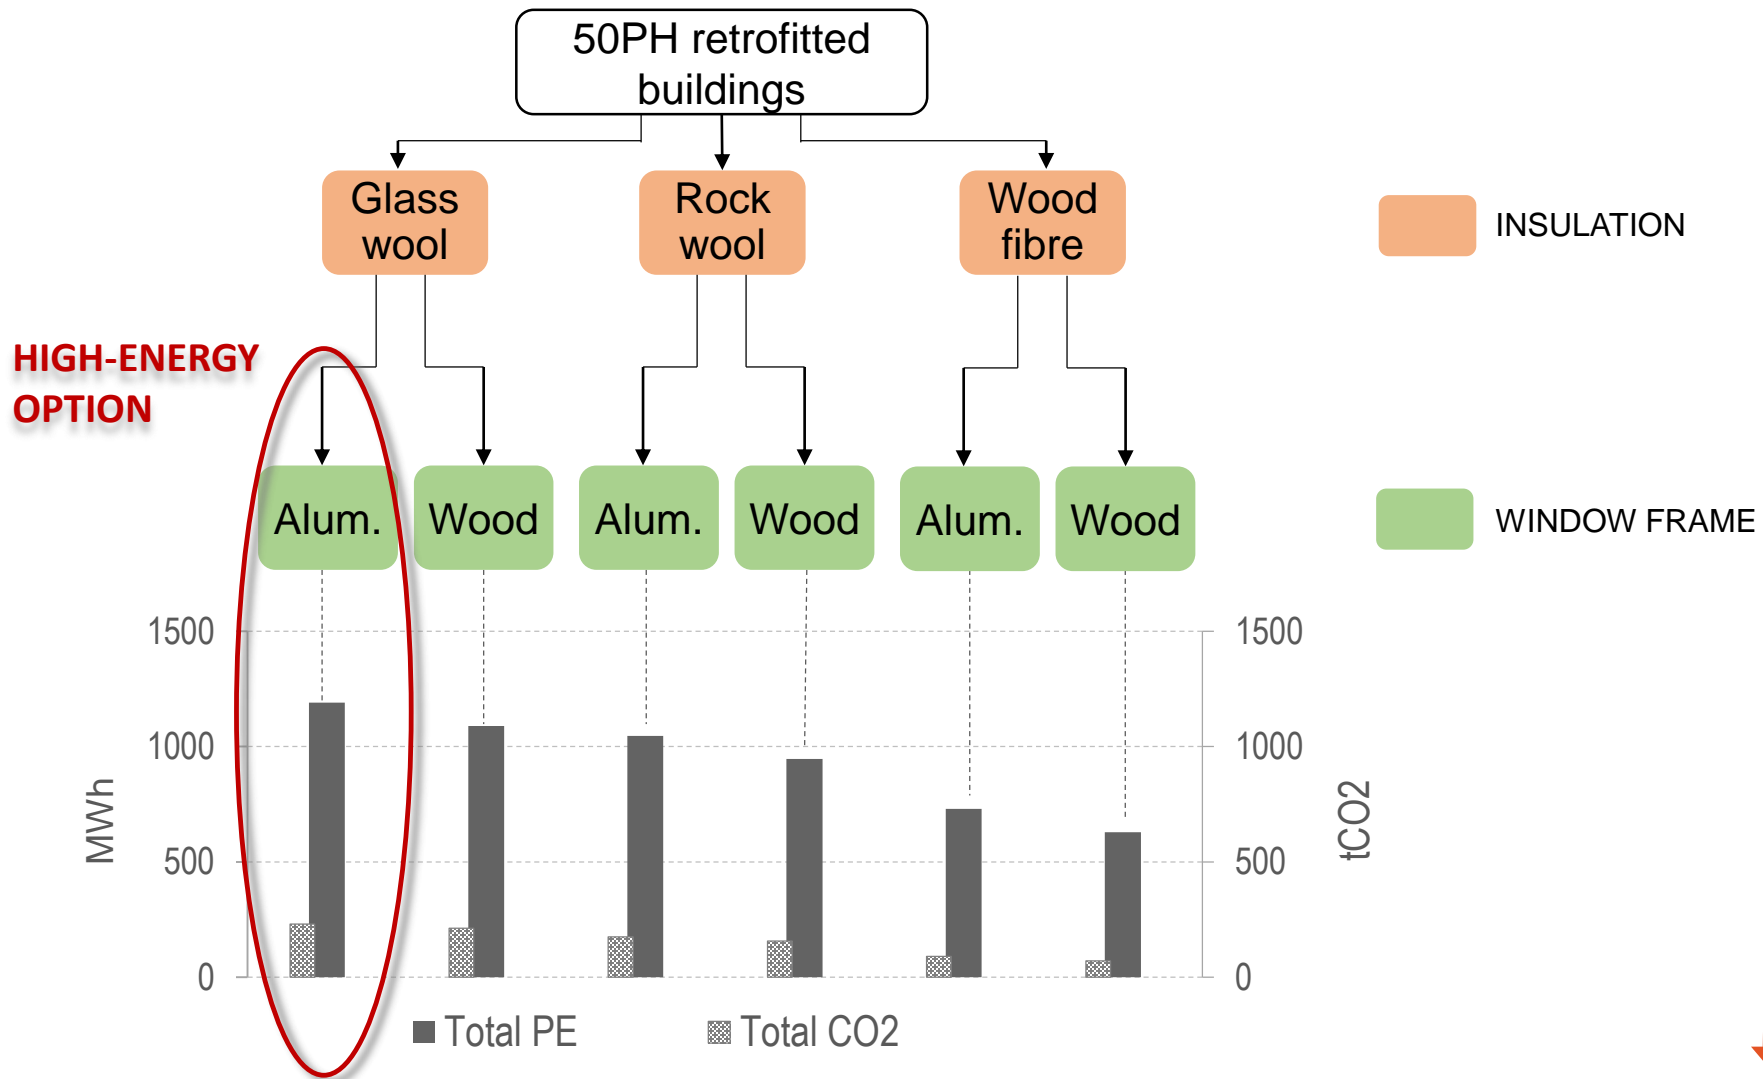 50PH retrofitted
buildings
Glass
wool
Rock
wool
Wood
fibre
INSULATION
HIGH-ENERGY
OPTION
Alum.
Wood
Alum.
Wood
Alum.
Wood
WINDOW FRAME
1500
1000
500
0
MWh
1500
1000
500
0
tCO2
Total PE
Total CO2